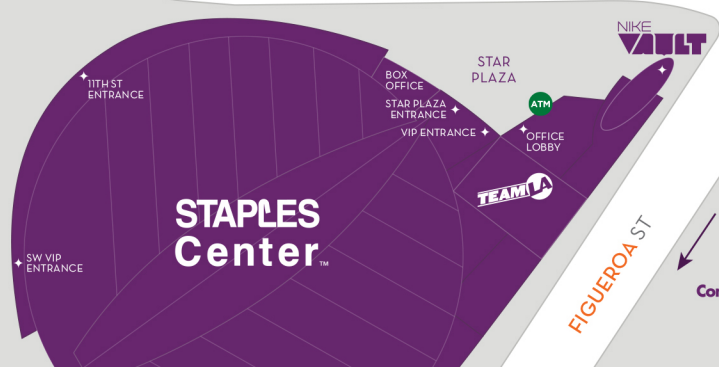 NIKE
VAULT
STAR
PLAZA
11TH ST
ENTRANCE
BOX
OFFICE
STAR PLAZA
ENTRANCE
ATM
VIP ENTRANCE
OFFICE
LOBBY
TEAM LA
STAPLES
Center™
SW VIP
ENTRANCE
FIGUEROA ST